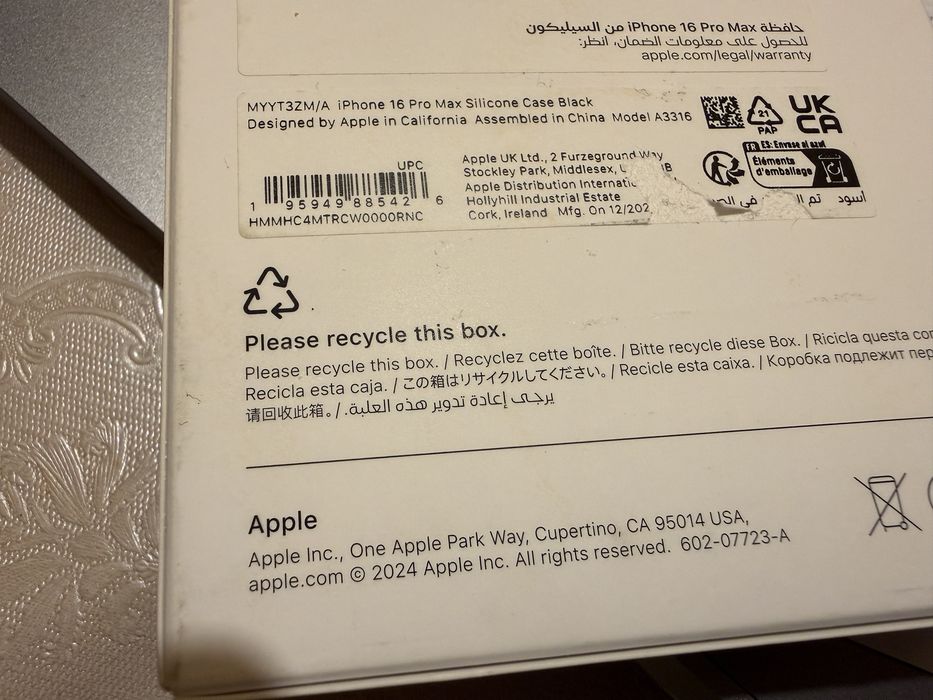 حافظة iPhone 16 Pro Max من السيليكون
للحصول على معلومات الضمان، انظر:
apple.com/legal/warranty
MYYT3ZM/A iPhone 16 Pro Max Silicone Case Black
Designed by Apple in California Assembled in China Model A3316
21
PAP
UK
CA
UPC
1 95949 88542 6
HMMHC4MTRCW0000RNC
Apple UK Ltd., 2 Furzeground Way
Stockley Park, Middlesex,
Apple Distribution
Hollyhill Industrial Estate
Cork, Ireland Mfg. On 12/202
FR ES: Envase al azul
Éléments
d'emballage
أسود تم في
Please recycle this box.
Please recycle this box. / Recyclez cette boîte. / Bitte recycle diese Box. / Ricicla questa
Recicla esta caja. / この箱はリサイクルしてください。/ Recicle esta caixa. / Коробка подлежит
请回收此箱。/ يرجى إعادة تدوير هذه العلبة.
Apple
Apple Inc., One Apple Park Way, Cupertino, CA 95014 USA,
apple.com © 2024 Apple Inc. All rights reserved. 602-07723-A